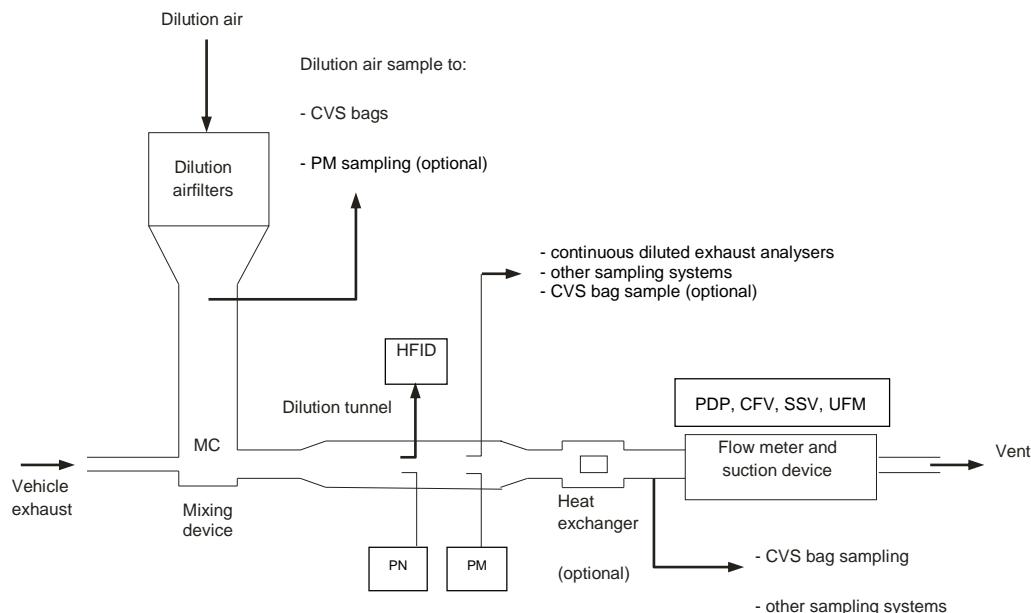 Dilution air
Dilution air sample to:
- CVS bags
- PM sampling (optional)
Dilution
airfilters
- continuous diluted exhaust analysers
- other sampling systems
- CVS bag sample (optional)
HFID
Dilution tunnel
PDP, CFV, SSV, UFM
MC
Flow meter and
suction device
Vent
Vehicle
exhaust
Mixing
device
Heat
exchanger
(optional)
PN
PM
- CVS bag sampling
- other sampling systems